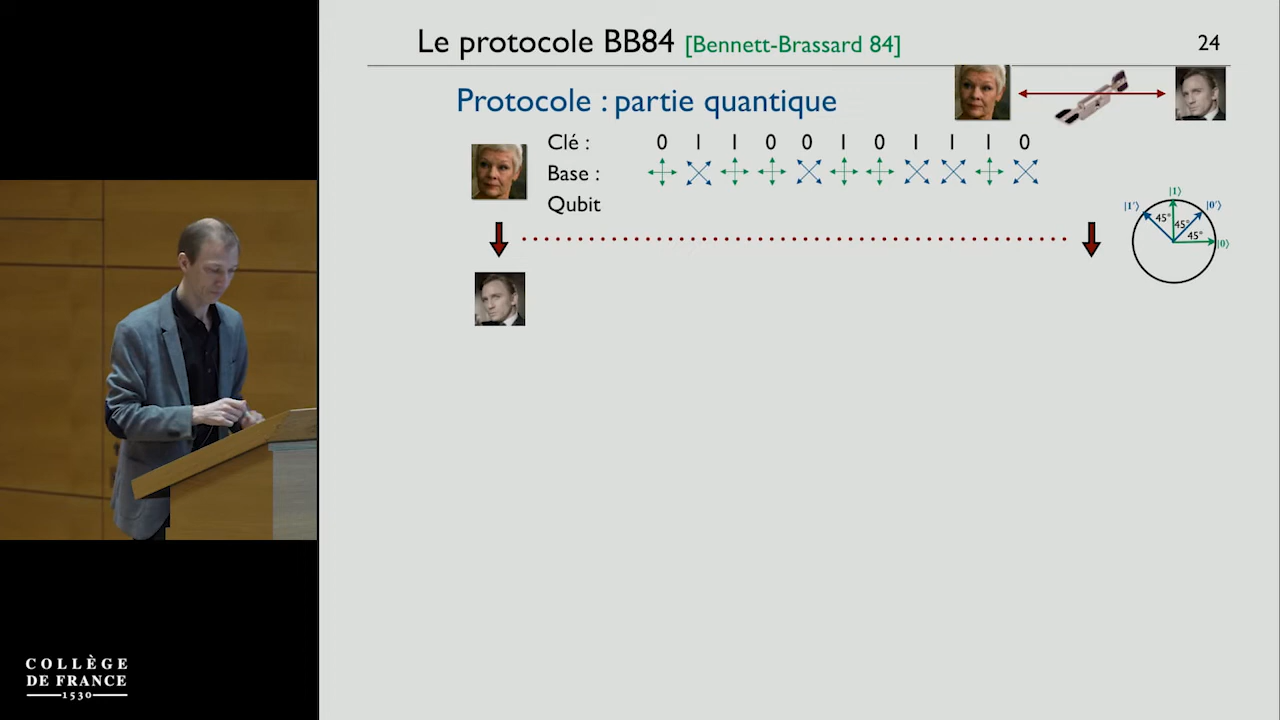 Le protocole BB84 [Bennett-Brassard 84] 24
Protocole : partie quantique
Clé : 0 1 1 0 0 1 0 1 1 1 0
Base :
Qubit
|1⟩
|1'⟩ |0'⟩
45° 45° 45°
|0⟩
COLLÈGE
DE FRANCE
1530